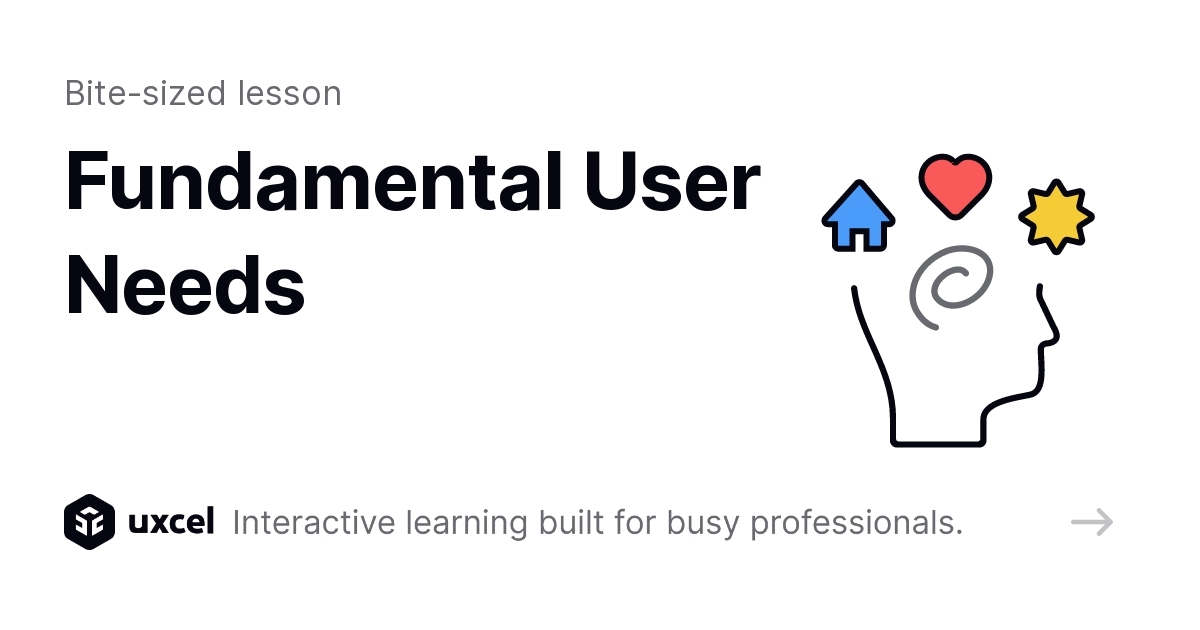 Bite-sized lesson
Fundamental User
Needs
uxcel Interactive learning built for busy professionals.